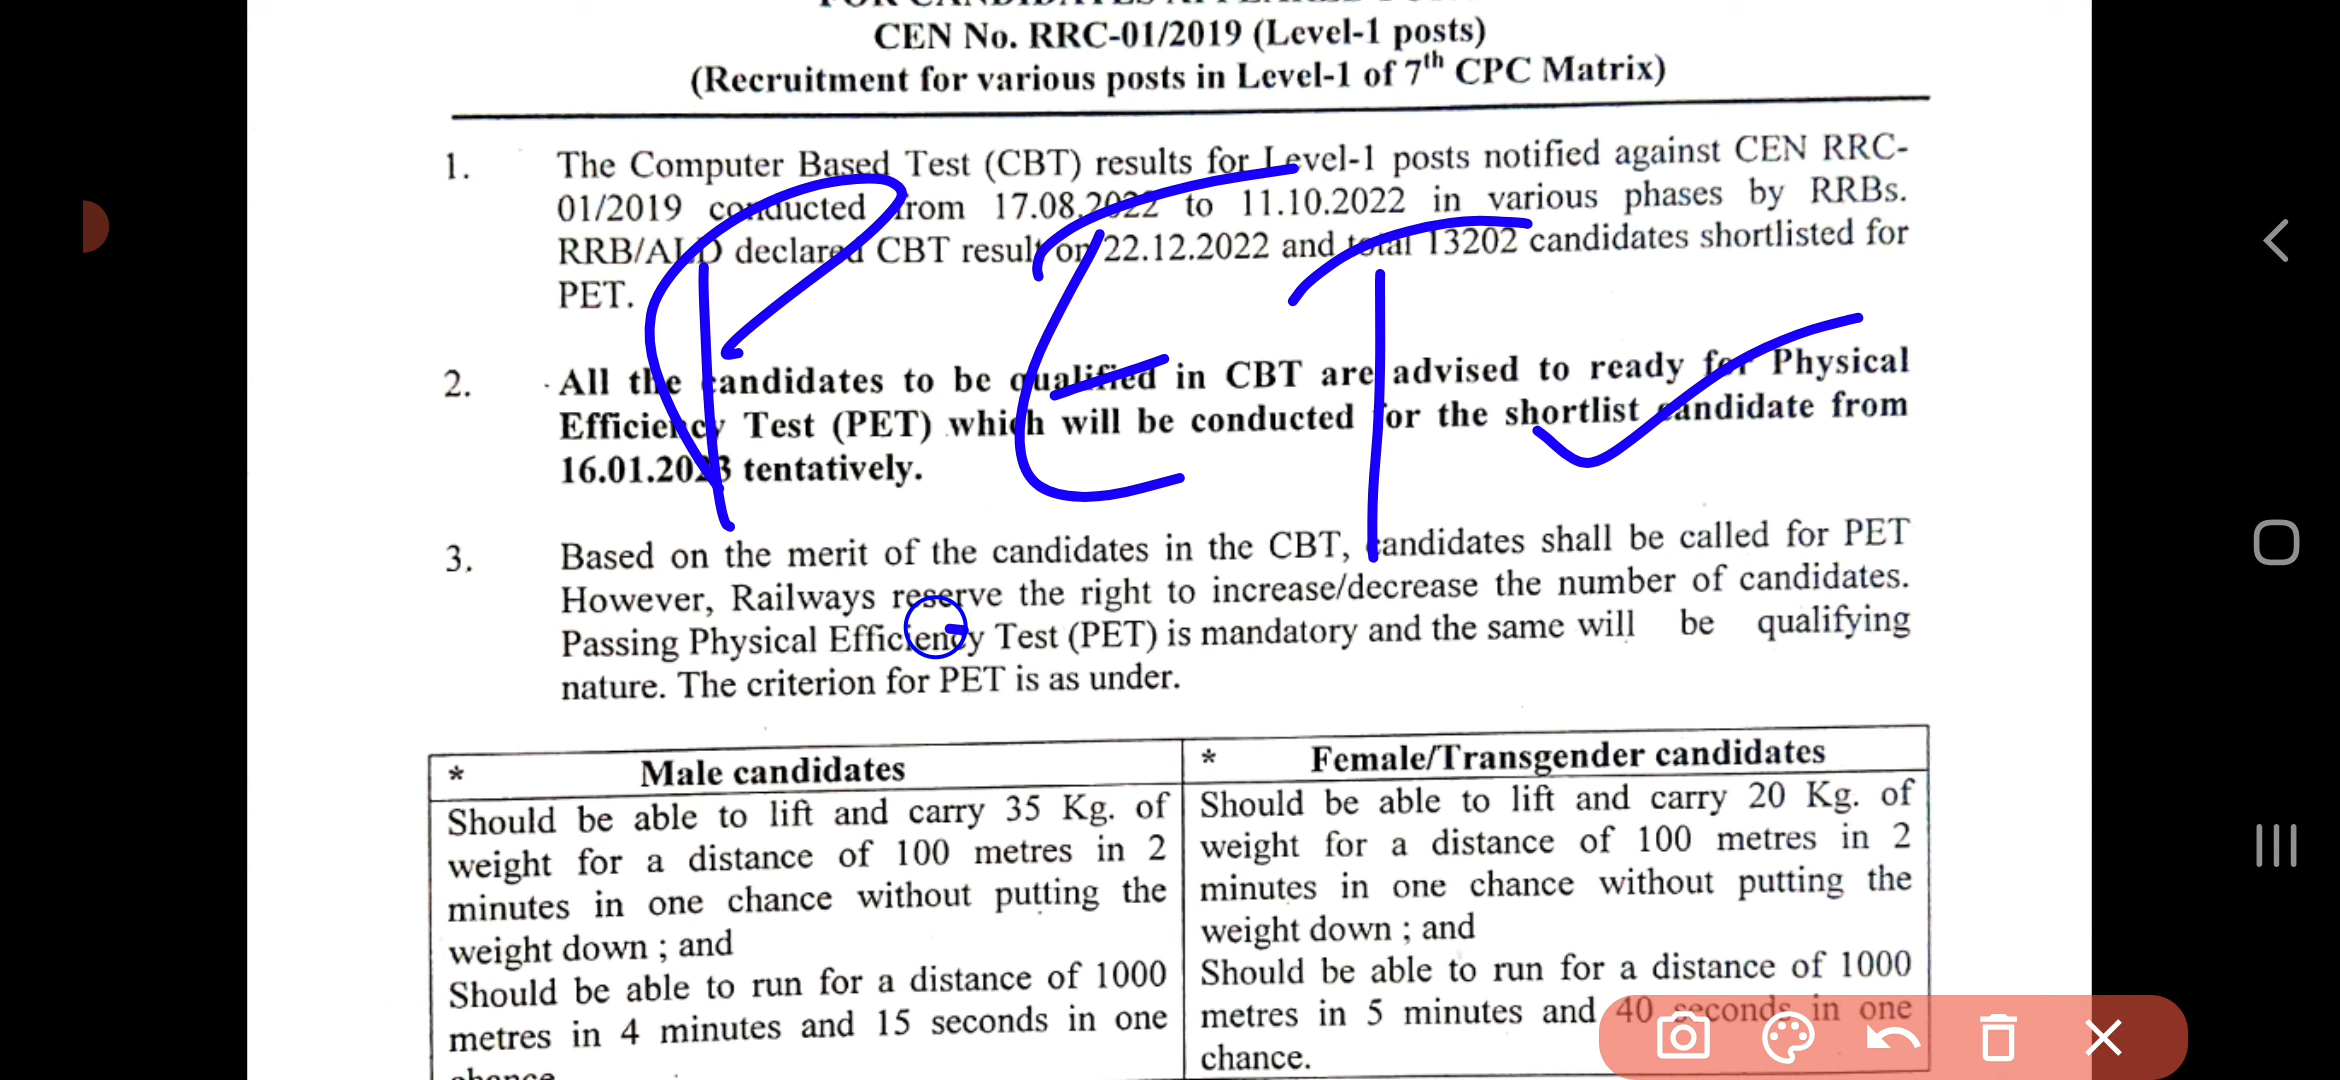 CEN No. RRC-01/2019 (Level-1 posts)
(Recruitment for various posts in Level-1 of 7th CPC Matrix)
1. The Computer Based Test (CBT) results for Level-1 posts notified against CEN RRC-
01/2019 conducted from 17.08.2022 to 11.10.2022 in various phases by RRBs.
RRB/ALD declared CBT result on 22.12.2022 and total 13202 candidates shortlisted for
PET.
PET
2. All the candidates to be qualified in CBT are advised to ready for Physical
Efficiency Test (PET) which will be conducted for the shortlist candidate from
16.01.2023 tentatively.
3. Based on the merit of the candidates in the CBT, candidates shall be called for PET
However, Railways reserve the right to increase/decrease the number of candidates.
Passing Physical Efficiency Test (PET) is mandatory and the same will be qualifying
nature. The criterion for PET is as under.
* Male candidates
Should be able to lift and carry 35 Kg. of
weight for a distance of 100 metres in 2
minutes in one chance without putting the
weight down ; and
Should be able to run for a distance of 1000
metres in 4 minutes and 15 seconds in one
chance
* Female/Transgender candidates
Should be able to lift and carry 20 Kg. of
weight for a distance of 100 metres in 2
minutes in one chance without putting the
weight down ; and
Should be able to run for a distance of 1000
metres in 5 minutes and 40 seconds in one
chance.